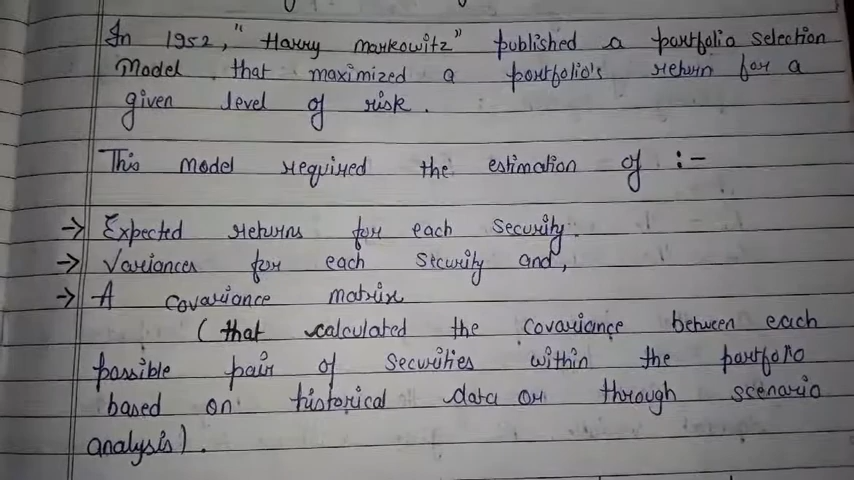 In 1952, "Harry markowitz" published a portfolio selection
Model that maximized a portfolio's return for a
given level of risk.
This model required the estimation of :-
→ Expected returns for each security.
→ Variances for each security and,
→ A covariance matrix
(that calculated the covariance between each
possible pair of securities within the portfolio
based on historical data or through scenario
analysis).